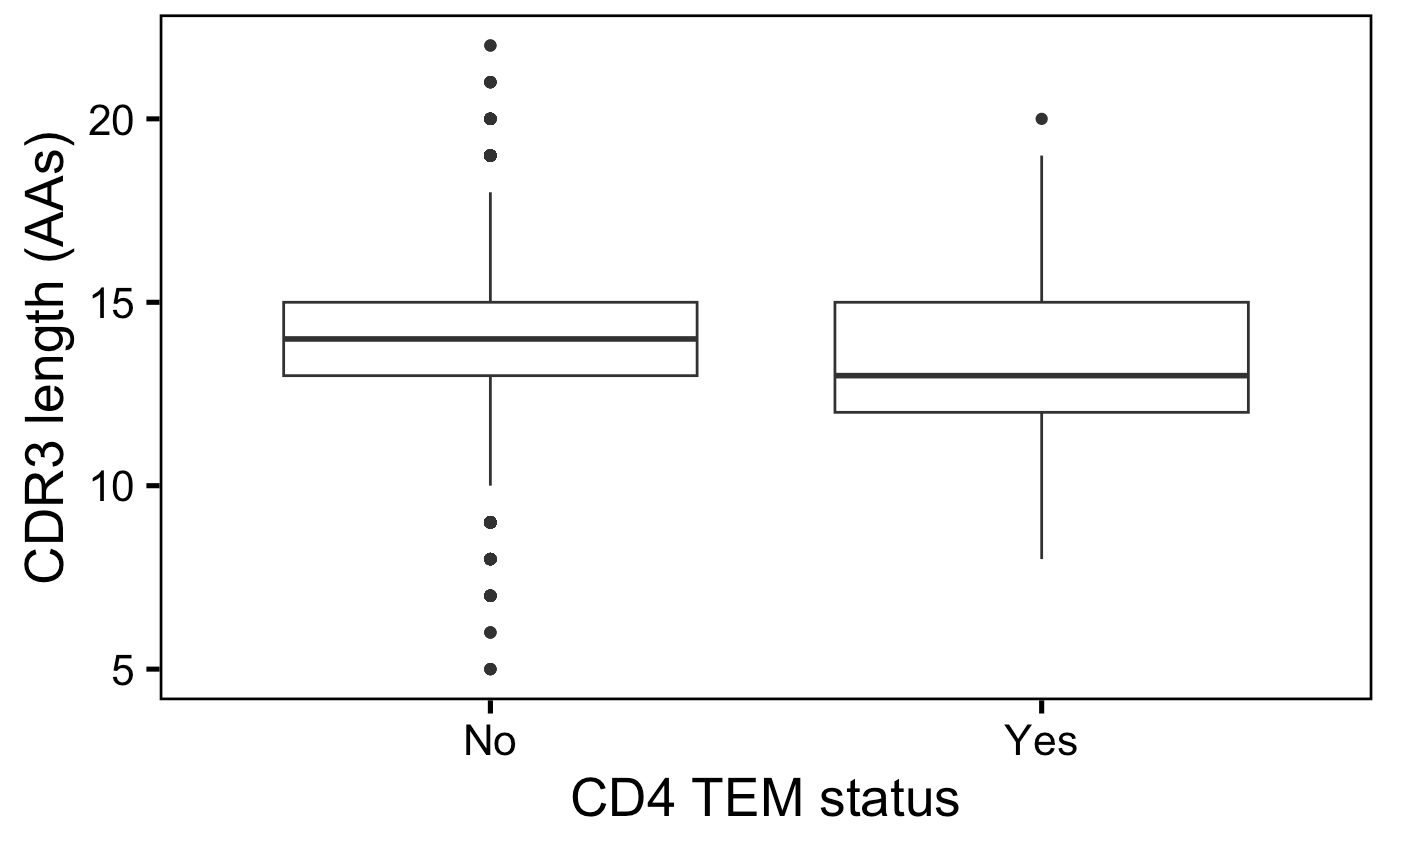 CDR3 length (AAs)
20
15
10
5
No
Yes
CD4 TEM status